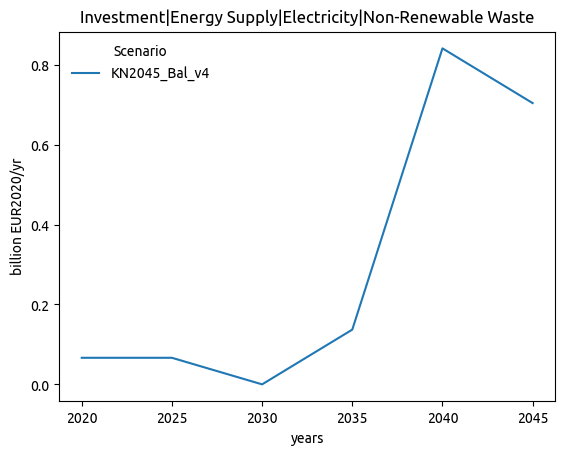 Investment|Energy Supply|Electricity|Non-Renewable Waste
Scenario
KN2045_Bal_v4
billion EUR2020/yr
0.8
0.6
0.4
0.2
0.0
2020 2025 2030 2035 2040 2045
years